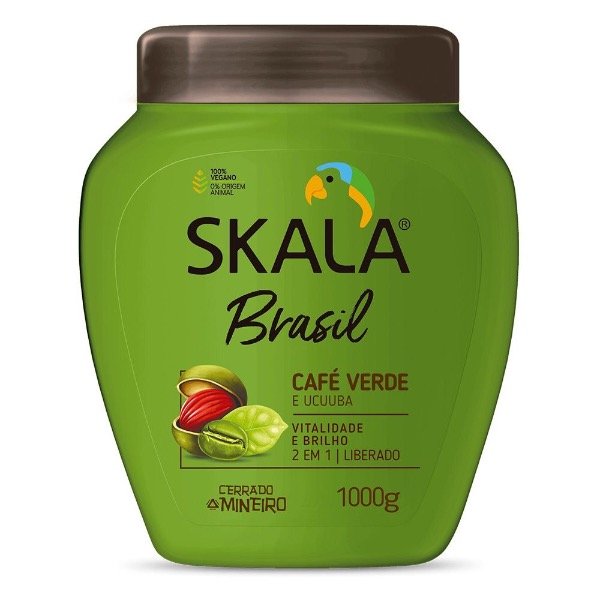 100%
VEGANO
0% ORIGEM
ANIMAL
SKALA®
Brasil
CAFÉ VERDE
E UCUUBA
VITALIDADE
E BRILHO
2 EM 1 | LIBERADO
CERRADO
MINEIRO
1000g